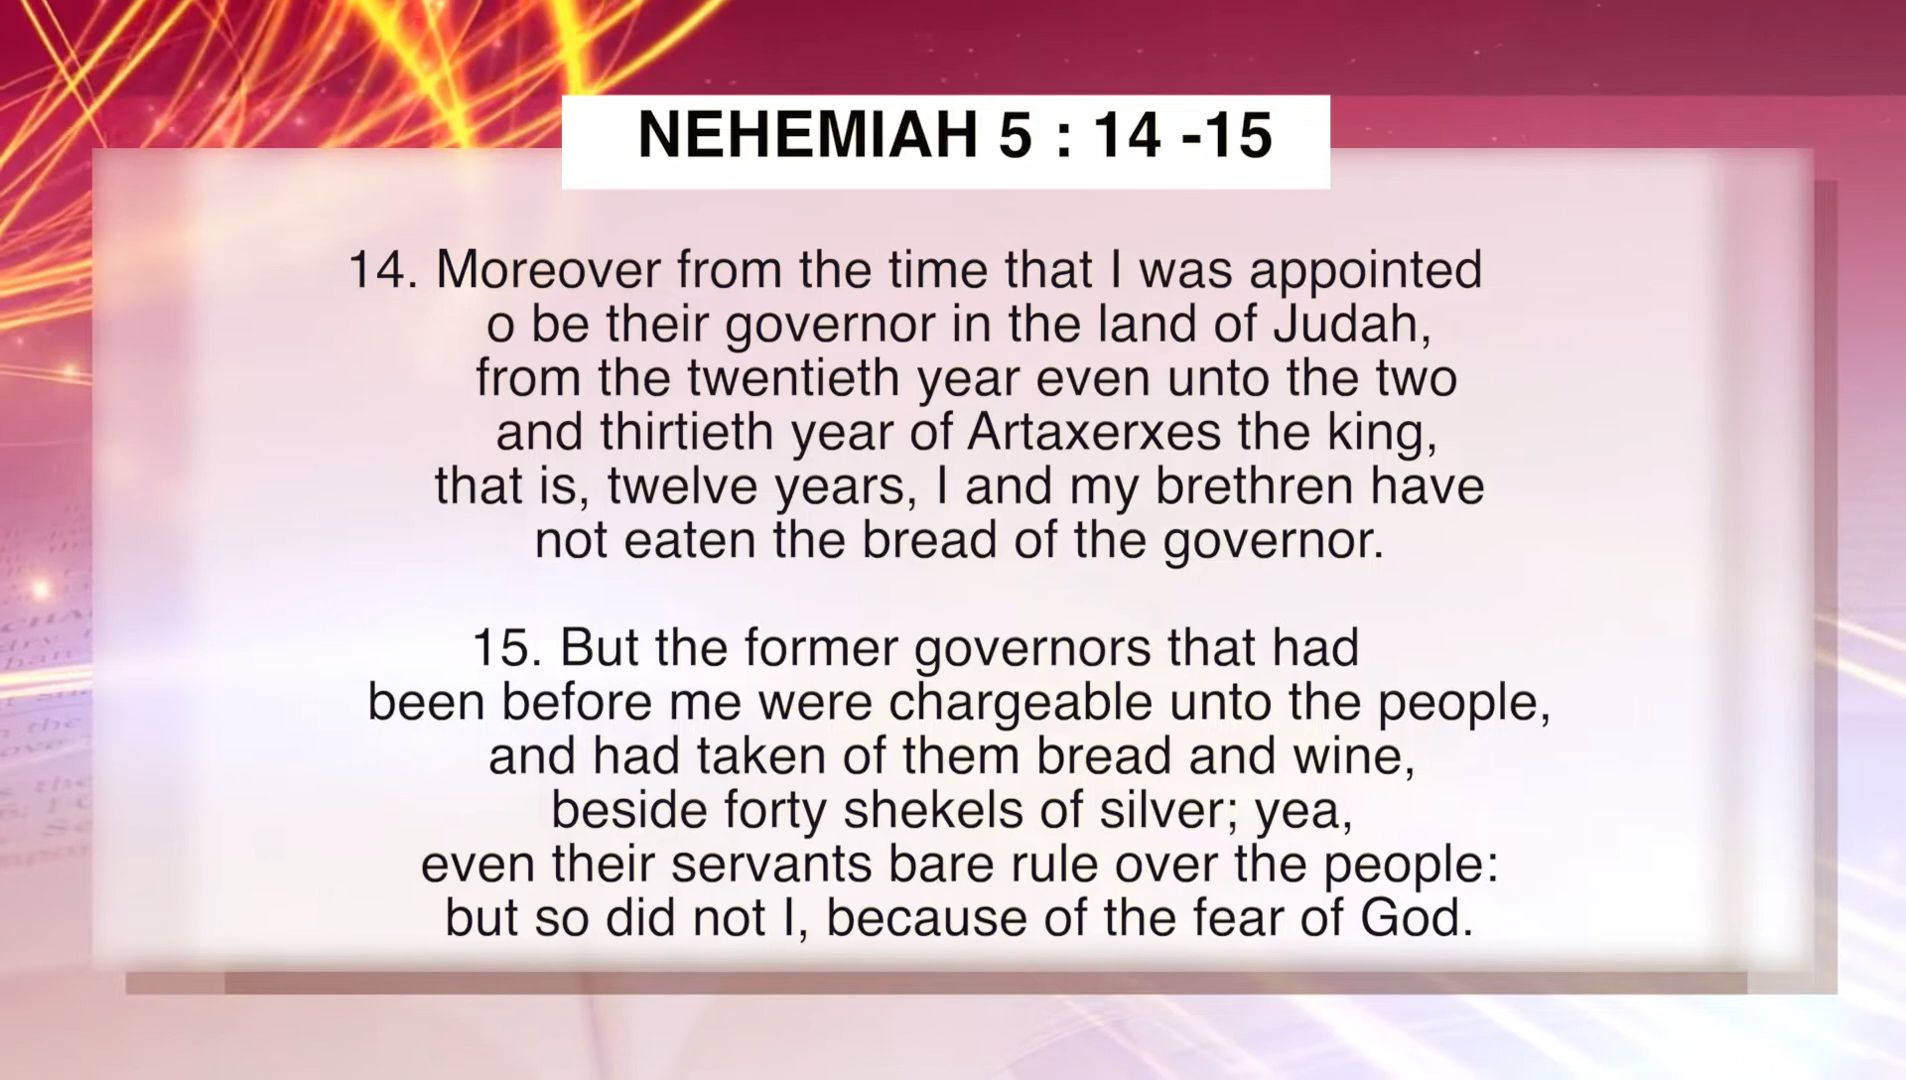 NEHEMIAH 5 : 14 -15
14. Moreover from the time that I was appointed
o be their governor in the land of Judah,
from the twentieth year even unto the two
and thirtieth year of Artaxerxes the king,
that is, twelve years, I and my brethren have
not eaten the bread of the governor.
15. But the former governors that had
been before me were chargeable unto the people,
and had taken of them bread and wine,
beside forty shekels of silver; yea,
even their servants bare rule over the people:
but so did not I, because of the fear of God.